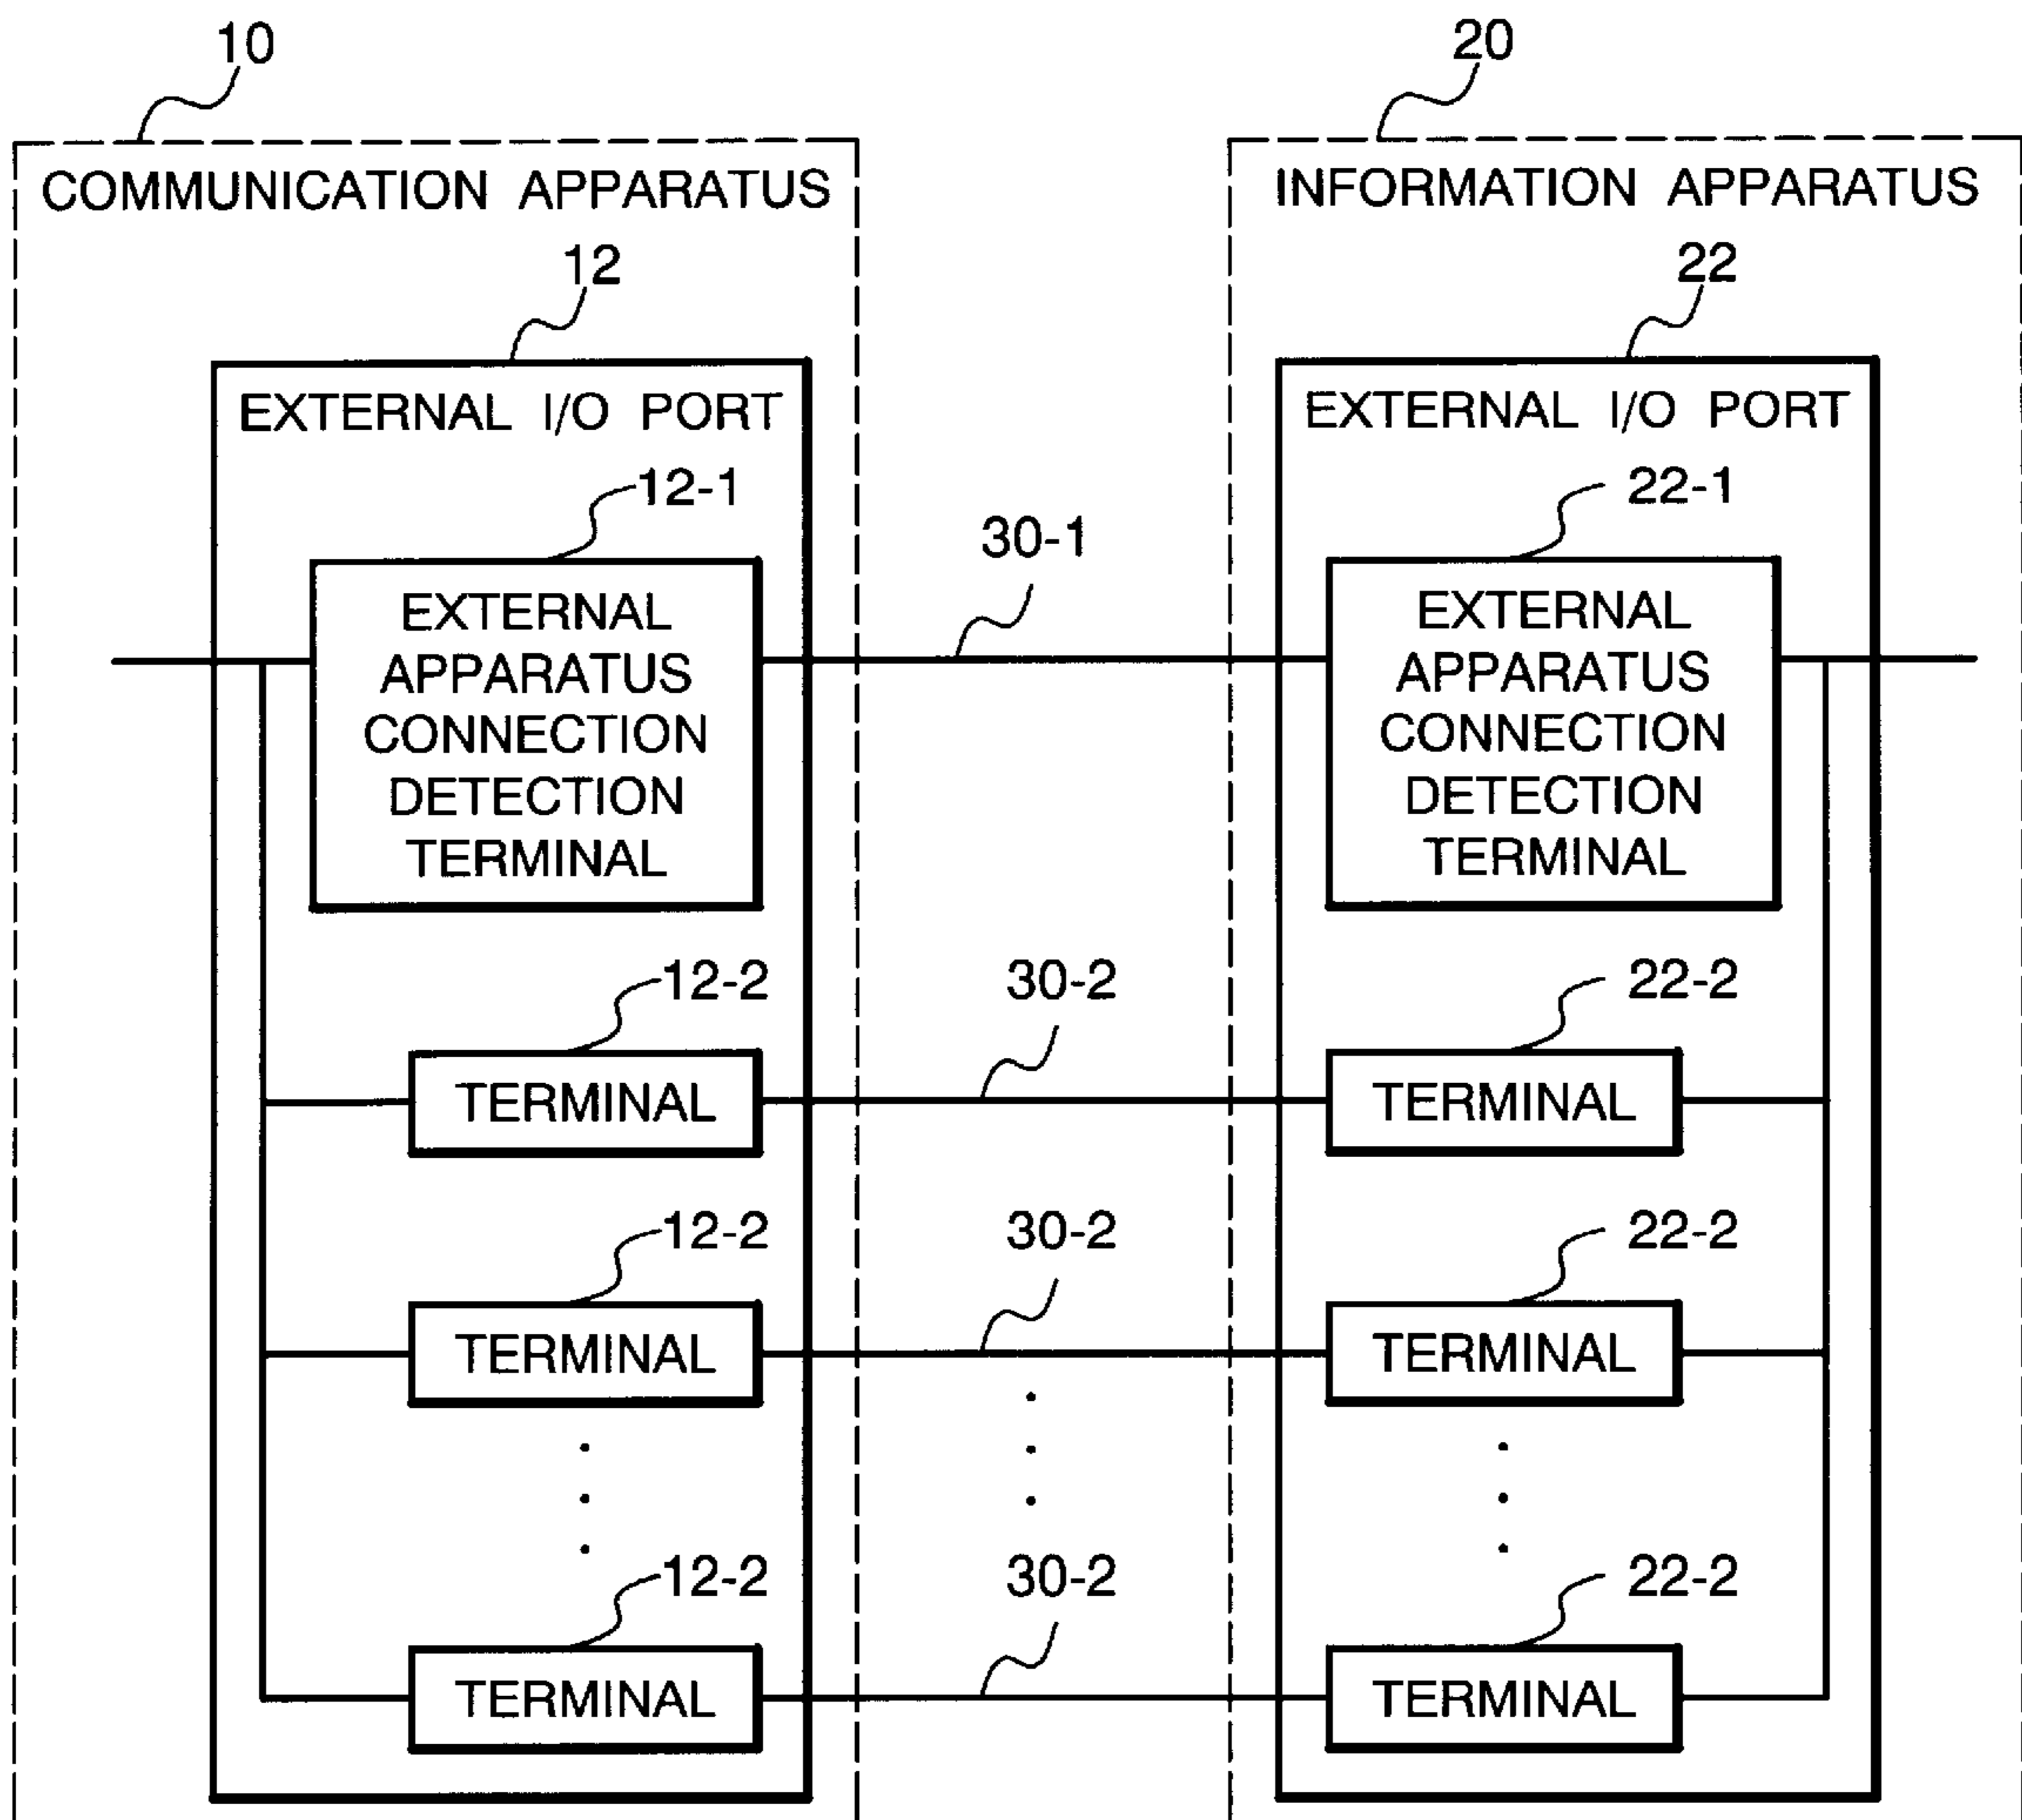 10
20
COMMUNICATION APPARATUS
INFORMATION APPARATUS
12
22
EXTERNAL I/O PORT
EXTERNAL I/O PORT
12-1
22-1
30-1
EXTERNAL
APPARATUS
CONNECTION
DETECTION
TERMINAL
EXTERNAL
APPARATUS
CONNECTION
DETECTION
TERMINAL
12-2
30-2
22-2
TERMINAL
TERMINAL
12-2
30-2
22-2
TERMINAL
TERMINAL
12-2
30-2
22-2
TERMINAL
TERMINAL